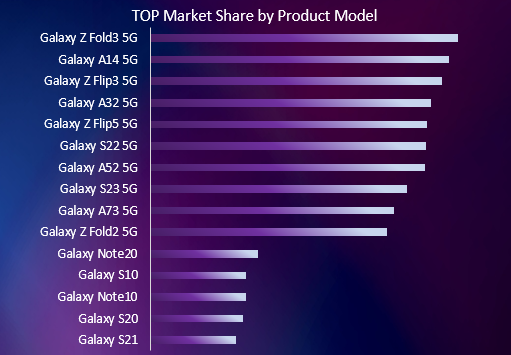 TOP Market Share by Product Model
Galaxy Z Fold3 5G
Galaxy A14 5G
Galaxy Z Flip3 5G
Galaxy A32 5G
Galaxy Z Flip5 5G
Galaxy S22 5G
Galaxy A52 5G
Galaxy S23 5G
Galaxy A73 5G
Galaxy Z Fold2 5G
Galaxy Note20
Galaxy S10
Galaxy Note10
Galaxy S20
Galaxy S21